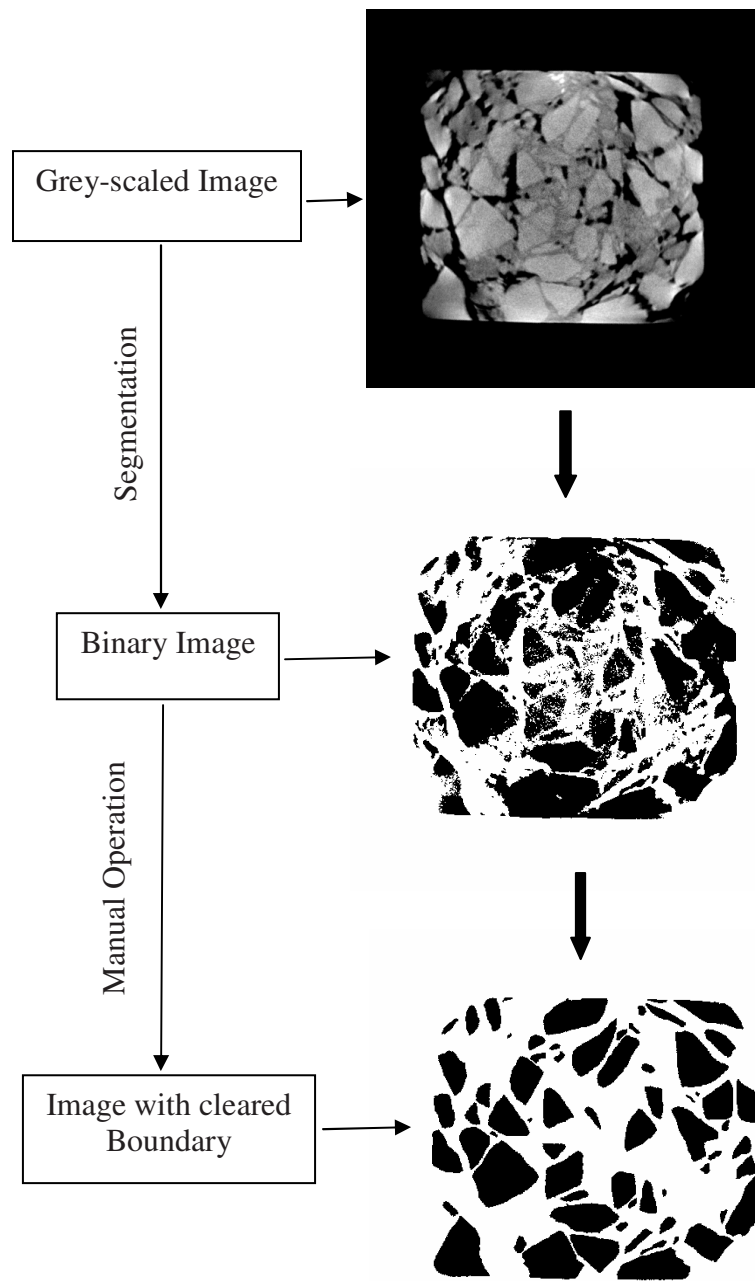 Grey-scaled Image
Segmentation
Binary Image
Manual Operation
Image with cleared
Boundary